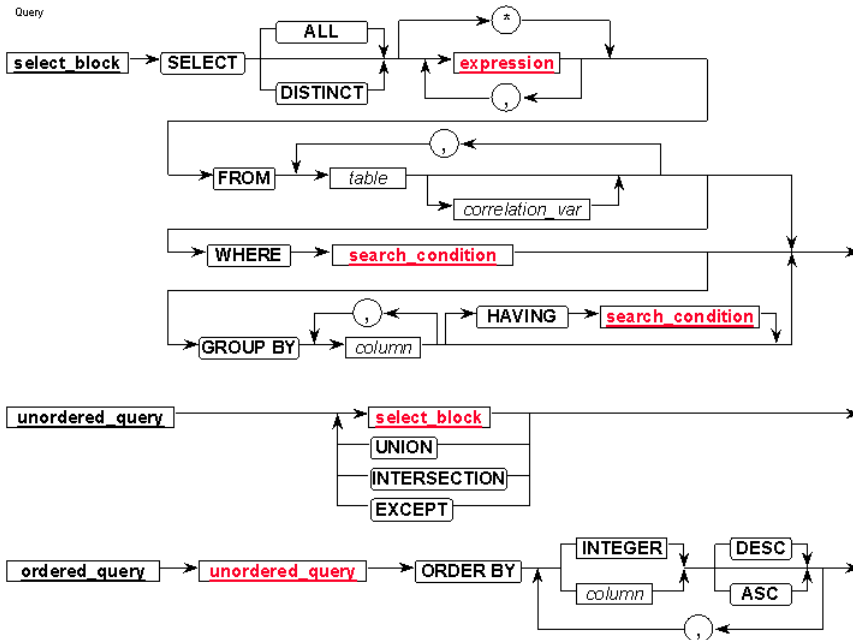 Query
ALL *
select_block SELECT expression
DISTINCT ,
,
FROM table
correlation_var
WHERE search_condition
, HAVING search_condition
GROUP BY column
unordered_query select_block
UNION
INTERSECTION
EXCEPT
INTEGER DESC
ordered_query unordered_query ORDER BY
column ASC
,